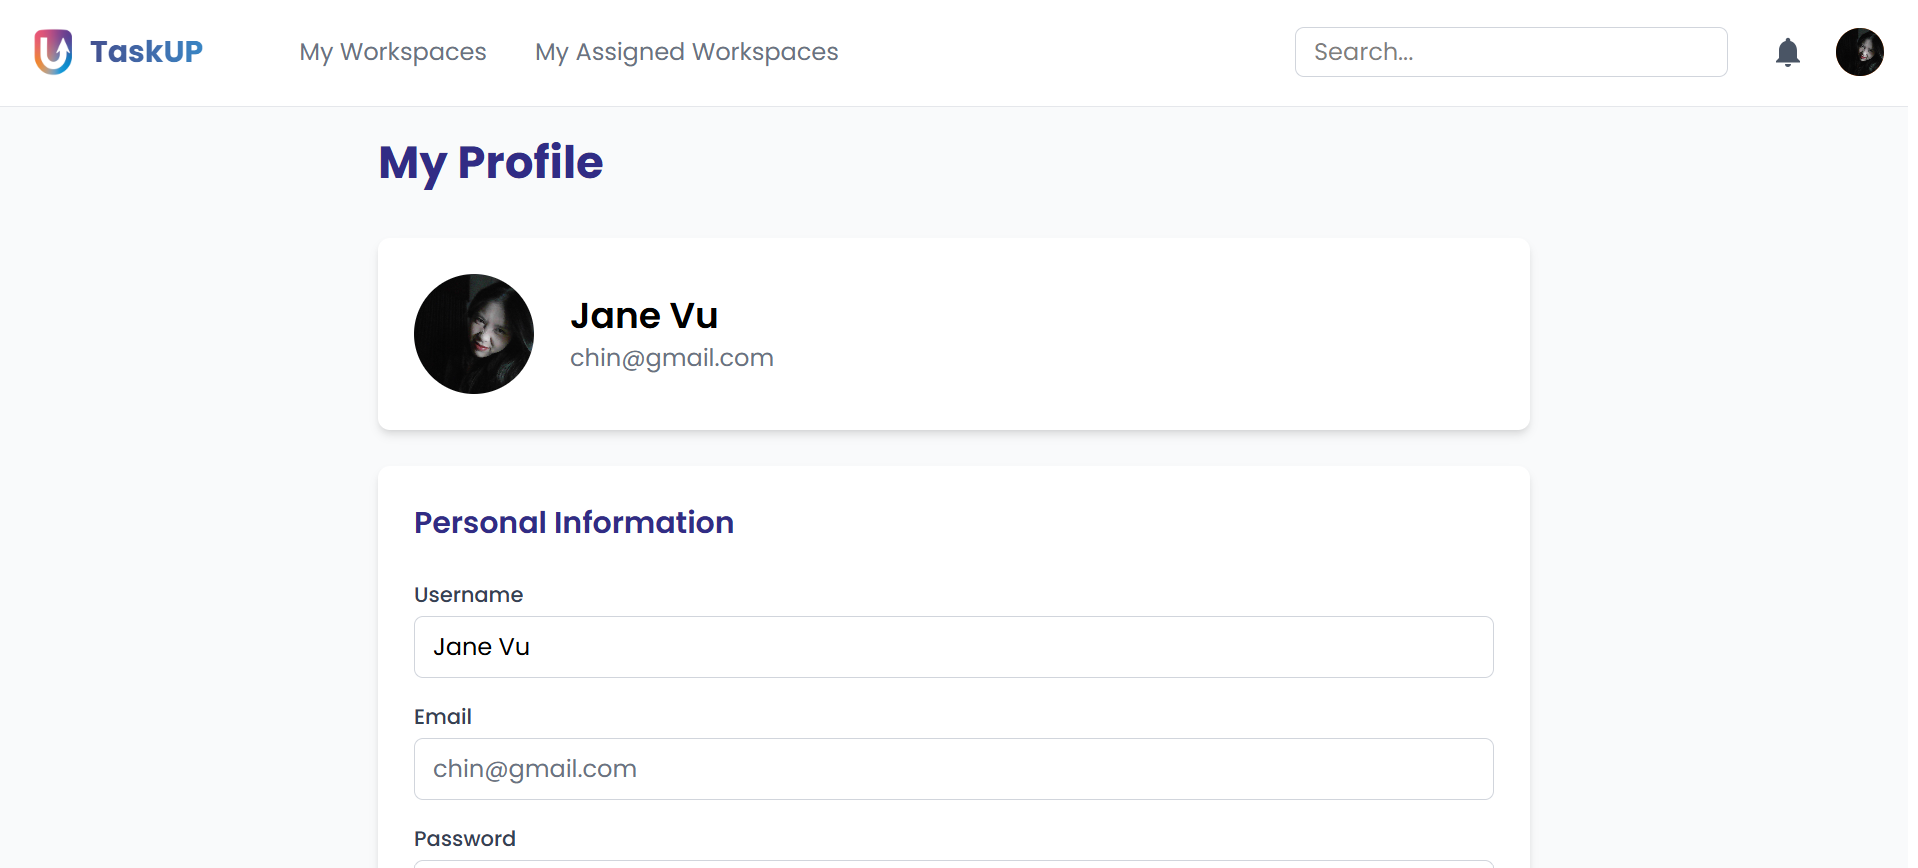 TaskUP
My Workspaces
My Assigned Workspaces
Search...
My Profile
Jane Vu
chin@gmail.com
Personal Information
Username
Jane Vu
Email
chin@gmail.com
Password